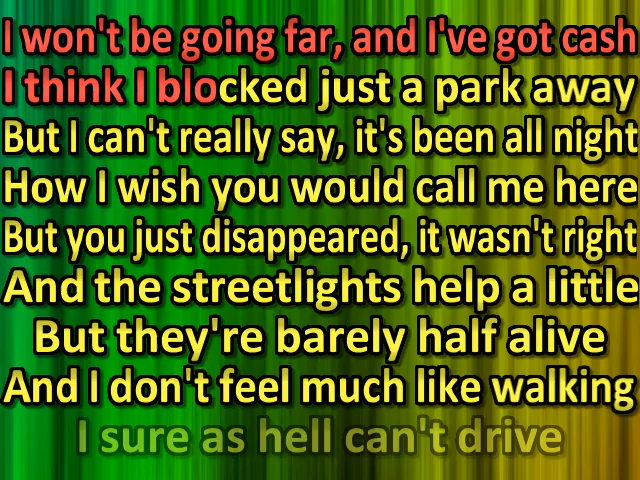 I won't be going far, and I've got cash
I think I blocked just a park away
But I can't really say, it's been all night
How I wish you would call me here
But you just disappeared, it wasn't right
And the streetlights help a little
But they're barely half alive
And I don't feel much like walking
I sure as hell can't drive